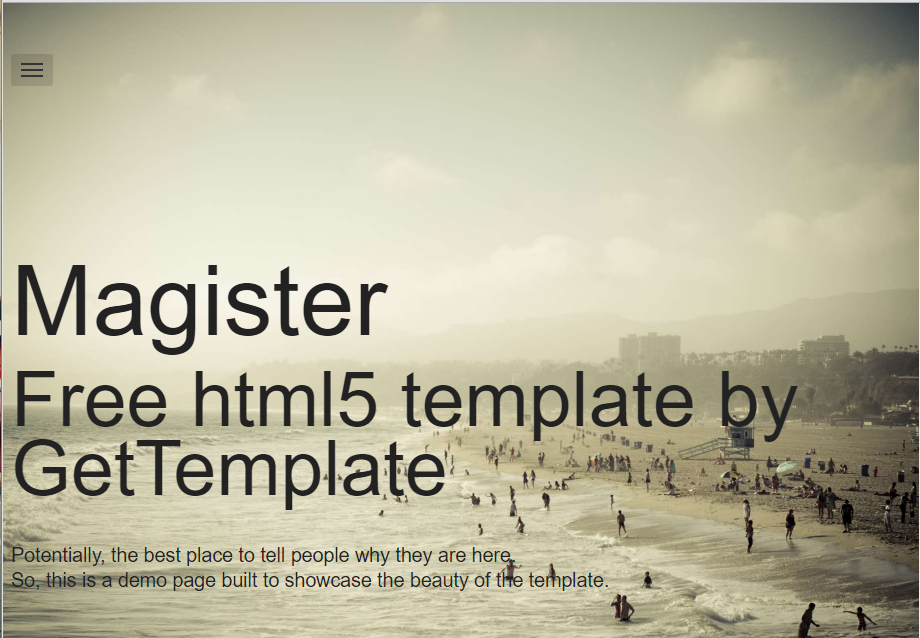 Magister
Free html5 template by
GetTemplate
Potentially, the best place to tell people why they are here.
So, this is a demo page built to showcase the beauty of the template.